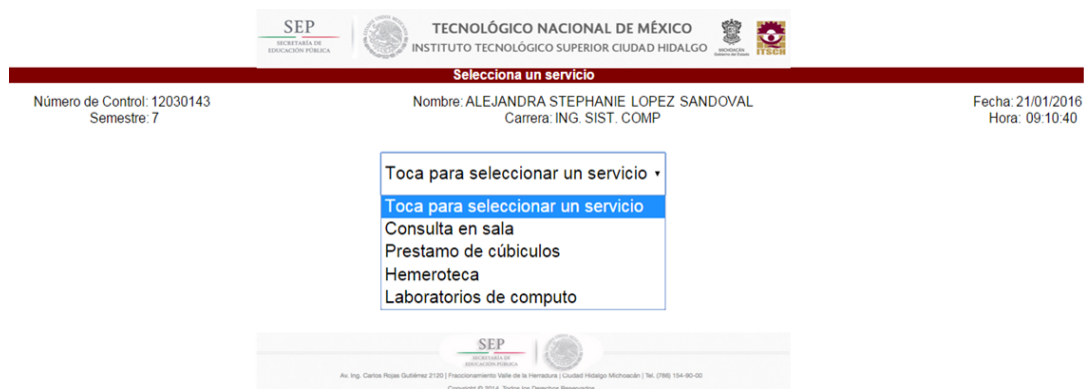 SEP
SECRETARÍA DE
EDUCACIÓN PÚBLICA
TECNOLÓGICO NACIONAL DE MÉXICO
INSTITUTO TECNOLÓGICO SUPERIOR CIUDAD HIDALGO
MICHOACÁN
ITSCH
Selecciona un servicio
Número de Control: 12030143
Semestre: 7
Nombre: ALEJANDRA STEPHANIE LOPEZ SANDOVAL
Carrera: ING. SIST. COMP
Fecha: 21/01/2016
Hora: 09:10:40
Toca para seleccionar un servicio
Toca para seleccionar un servicio
Consulta en sala
Prestamo de cúbiculos
Hemeroteca
Laboratorios de computo
SEP
SECRETARÍA DE
EDUCACIÓN PÚBLICA
Av. Ing. Carlos Rojas Gutiérrez 2120 | Fraccionamiento Valle de la Herradura | Ciudad Hidalgo Michoacán | Tel. (786) 154-90-00
Copyright © 2014. Todos los Derechos Reservados